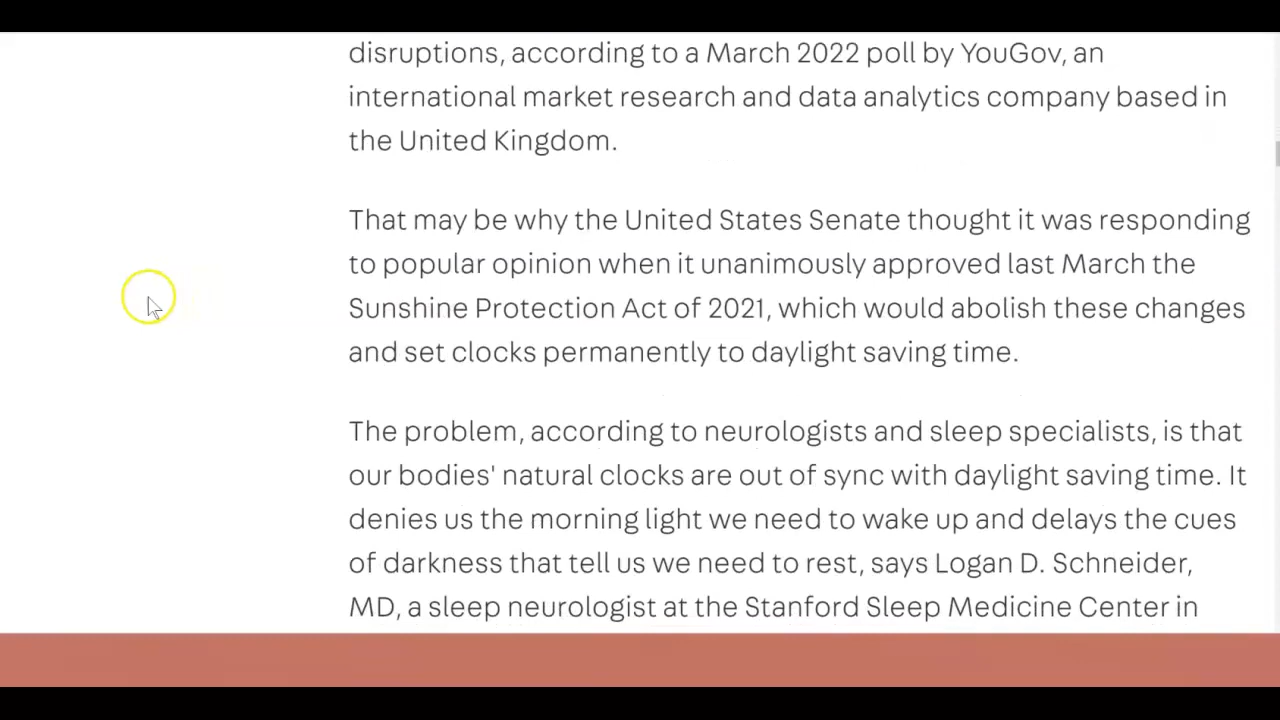 disruptions, according to a March 2022 poll by YouGov, an
international market research and data analytics company based in
the United Kingdom.
That may be why the United States Senate thought it was responding
to popular opinion when it unanimously approved last March the
Sunshine Protection Act of 2021, which would abolish these changes
and set clocks permanently to daylight saving time.
The problem, according to neurologists and sleep specialists, is that
our bodies' natural clocks are out of sync with daylight saving time. It
denies us the morning light we need to wake up and delays the cues
of darkness that tell us we need to rest, says Logan D. Schneider,
MD, a sleep neurologist at the Stanford Sleep Medicine Center in